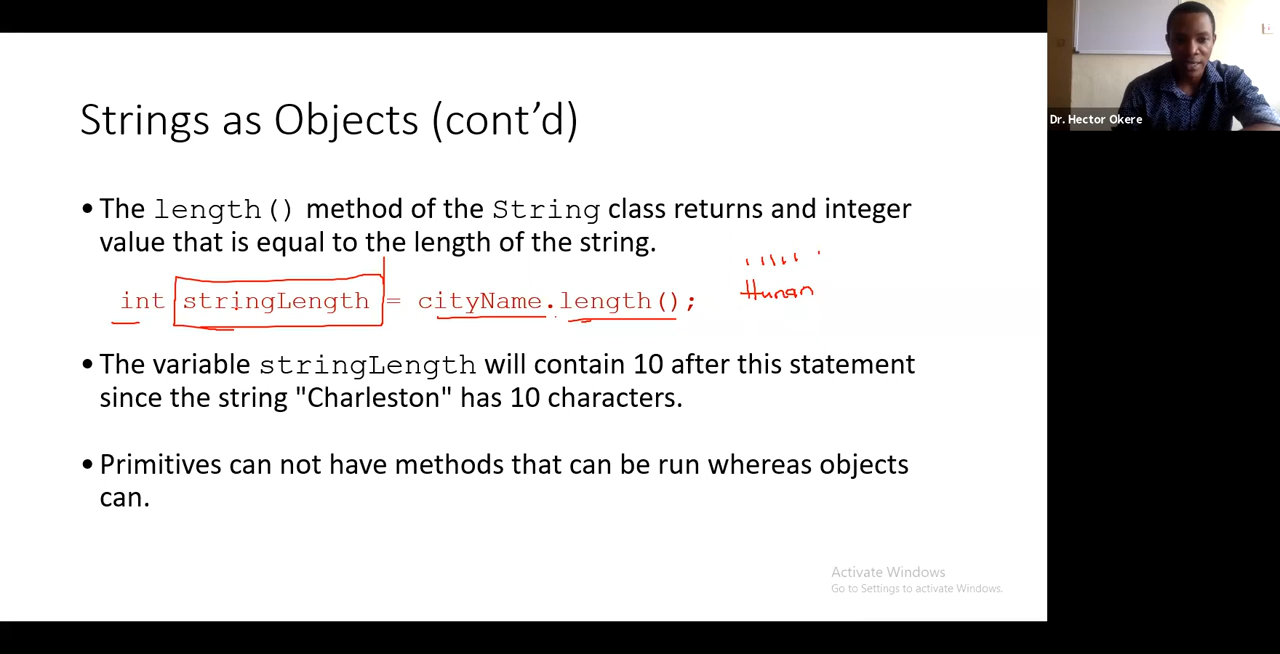 Strings as Objects (cont’d)
• The length() method of the String class returns and integer
value that is equal to the length of the string.
int stringLength = cityName.length();
Human
• The variable stringLength will contain 10 after this statement
since the string "Charleston" has 10 characters.
• Primitives can not have methods that can be run whereas objects
can.
Activate Windows
Go to Settings to activate Windows.
Dr. Hector Okere